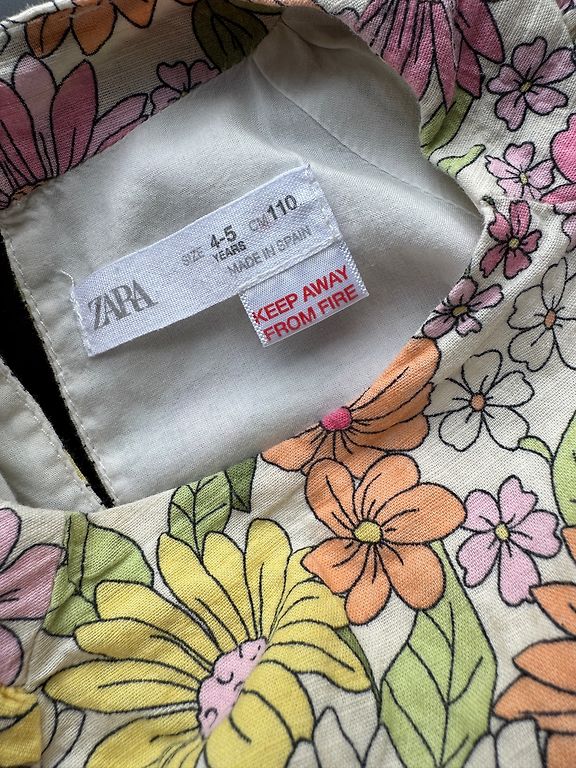 ZARA
SIZE 4-5 YEARS CM 110
MADE IN SPAIN
KEEP AWAY
FROM FIRE